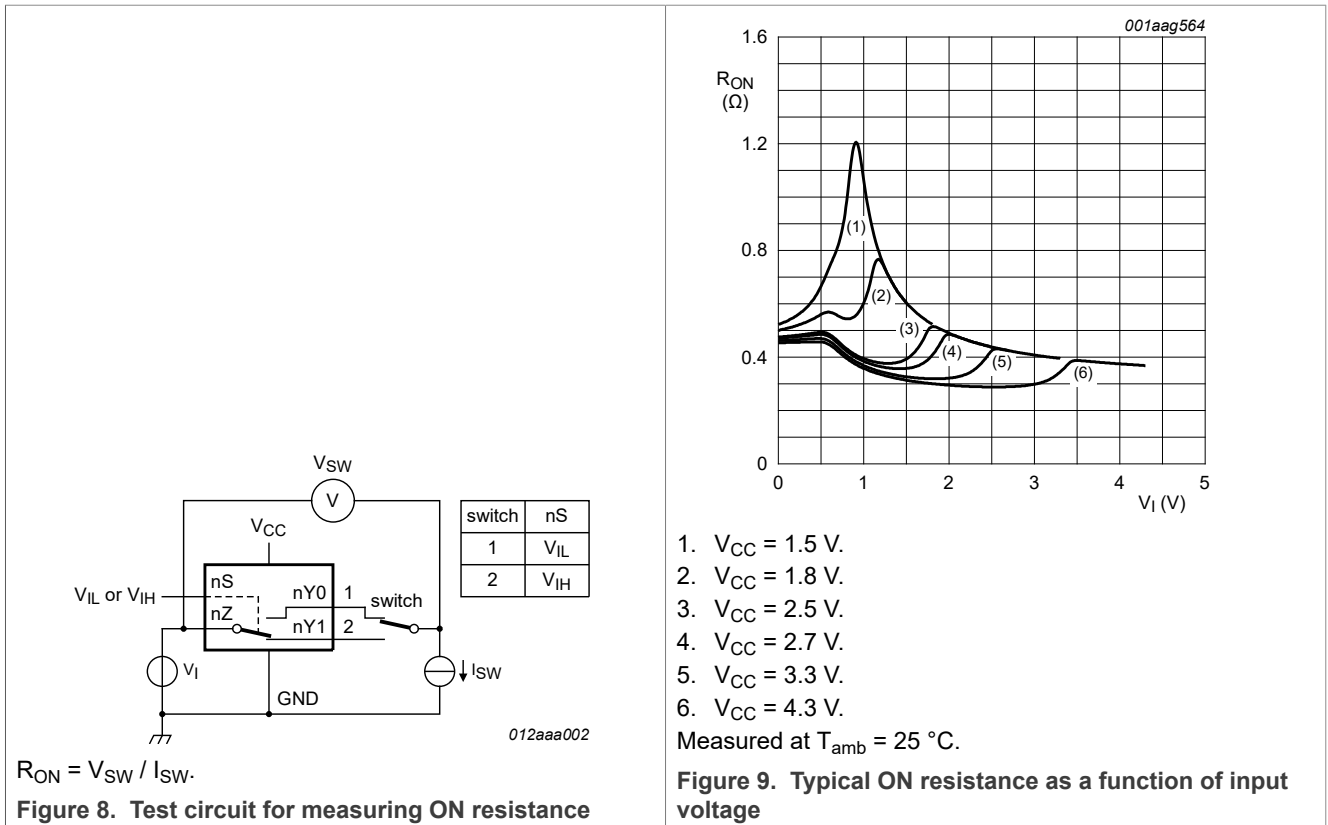 V_SW
V
V_CC
switch nS
1 V_IL
2 V_IH
V_IL or V_IH
nS
nZ
nY0 1
nY1 2
switch
V_I
GND
I_SW
012aaa002
R_ON = V_SW / I_SW.
Figure 8. Test circuit for measuring ON resistance
001aag564
R_ON
(Ω)
1.6
1.2
0.8
0.4
0
(1)
(2)
(3)
(4)
(5)
(6)
0 1 2 3 4 5
V_I (V)
1. V_CC = 1.5 V.
2. V_CC = 1.8 V.
3. V_CC = 2.5 V.
4. V_CC = 2.7 V.
5. V_CC = 3.3 V.
6. V_CC = 4.3 V.
Measured at T_amb = 25 °C.
Figure 9. Typical ON resistance as a function of input
voltage